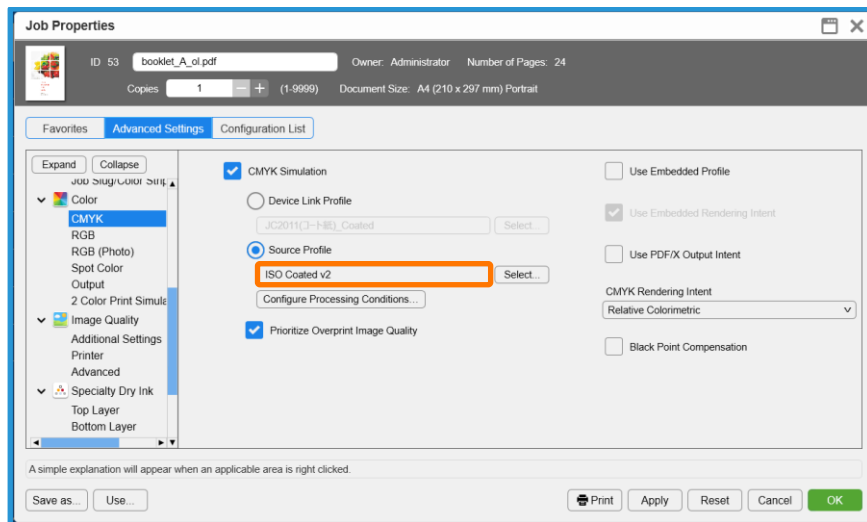 Job Properties
ID 53 booklet_A_ol.pdf Owner: Administrator Number of Pages: 24
Copies 1 (1-9999) Document Size: A4 (210 x 297 mm) Portrait
Favorites Advanced Settings Configuration List
Expand Collapse
Job Slug/Color Strip
Color
CMYK
RGB
RGB (Photo)
Spot Color
Output
2 Color Print Simula
Image Quality
Additional Settings
Printer
Advanced
Specialty Dry Ink
Top Layer
Bottom Layer
CMYK Simulation
Device Link Profile
JC2011(コート紙)_Coated Select...
Source Profile
ISO Coated v2 Select...
Configure Processing Conditions...
Prioritize Overprint Image Quality
Use Embedded Profile
Use Embedded Rendering Intent
Use PDF/X Output Intent
CMYK Rendering Intent
Relative Colorimetric
Black Point Compensation
A simple explanation will appear when an applicable area is right clicked.
Save as... Use... Print Apply Reset Cancel OK